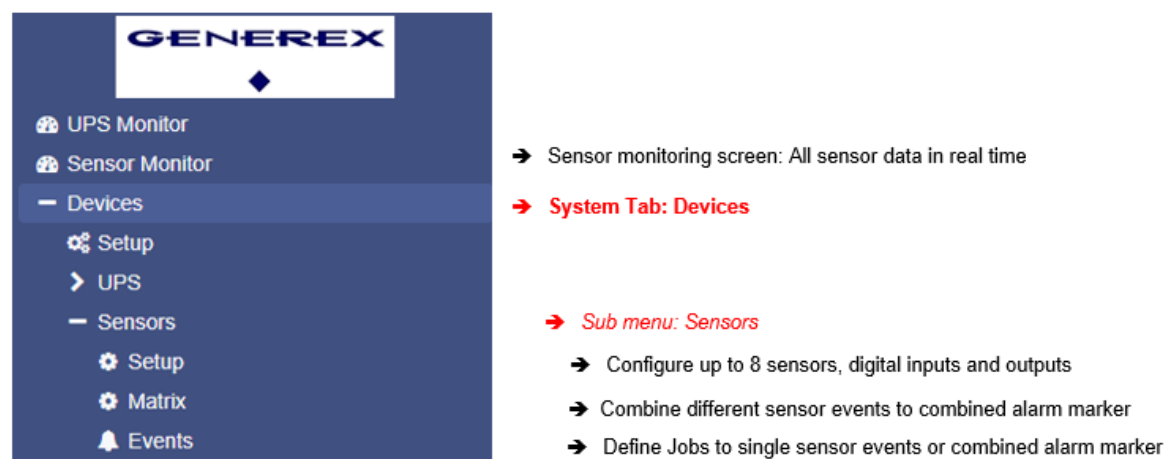 GENEREX
UPS Monitor
Sensor Monitor
➔ Sensor monitoring screen: All sensor data in real time
Devices
➔ System Tab: Devices
Setup
UPS
Sensors
➔ Sub menu: Sensors
Setup
➔ Configure up to 8 sensors, digital inputs and outputs
Matrix
➔ Combine different sensor events to combined alarm marker
Events
➔ Define Jobs to single sensor events or combined alarm marker